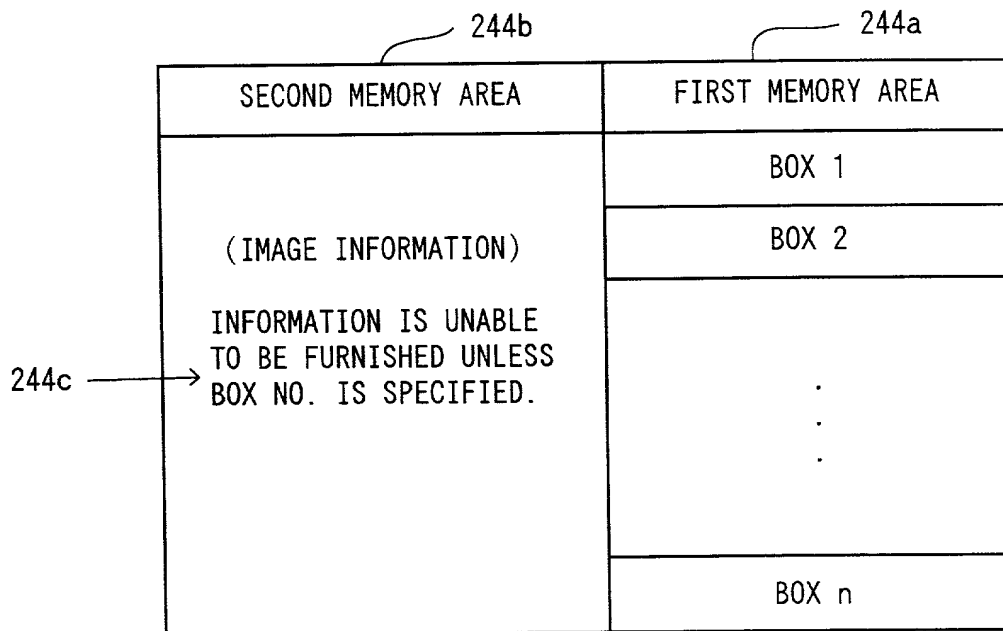 244b
244a
SECOND MEMORY AREA
FIRST MEMORY AREA
BOX 1
BOX 2
(IMAGE INFORMATION)
INFORMATION IS UNABLE
TO BE FURNISHED UNLESS
BOX NO. IS SPECIFIED.
244c
BOX n